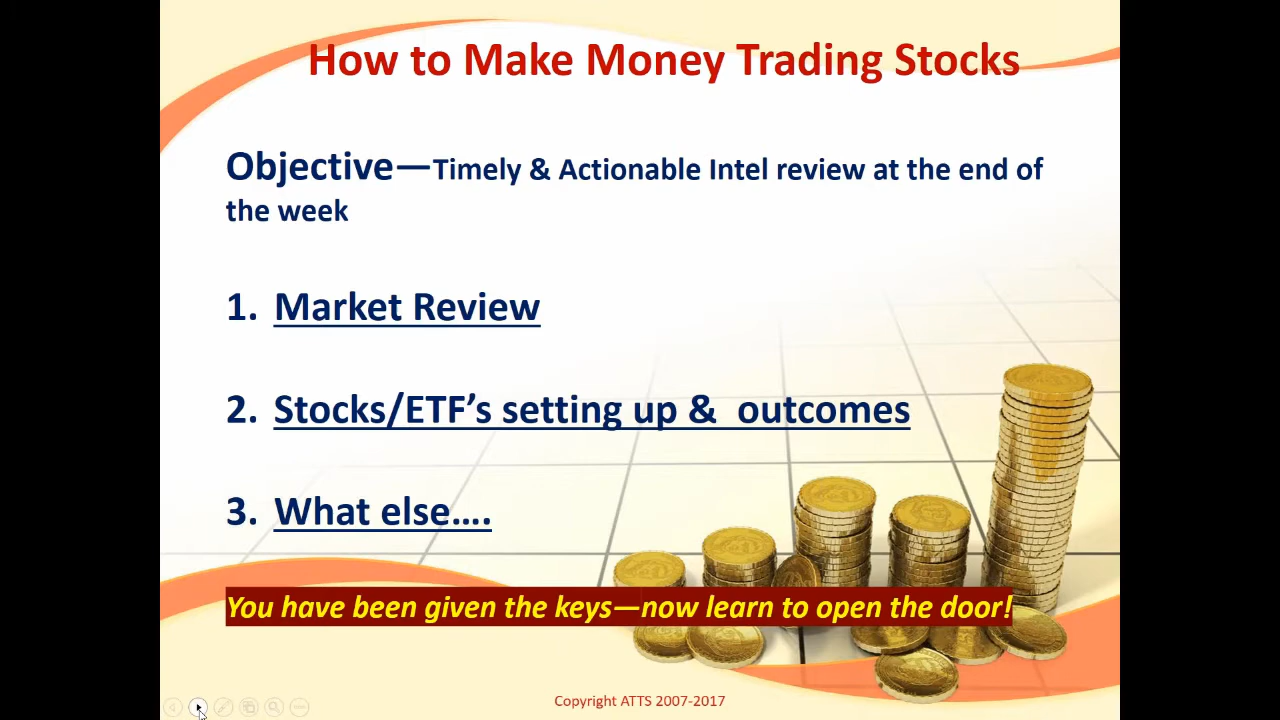 How to Make Money Trading Stocks
Objective—Timely & Actionable Intel review at the end of
the week
1. Market Review
2. Stocks/ETF’s setting up &  outcomes
3. What else….
You have been given the keys—now learn to open the door!
Copyright ATTS 2007-2017